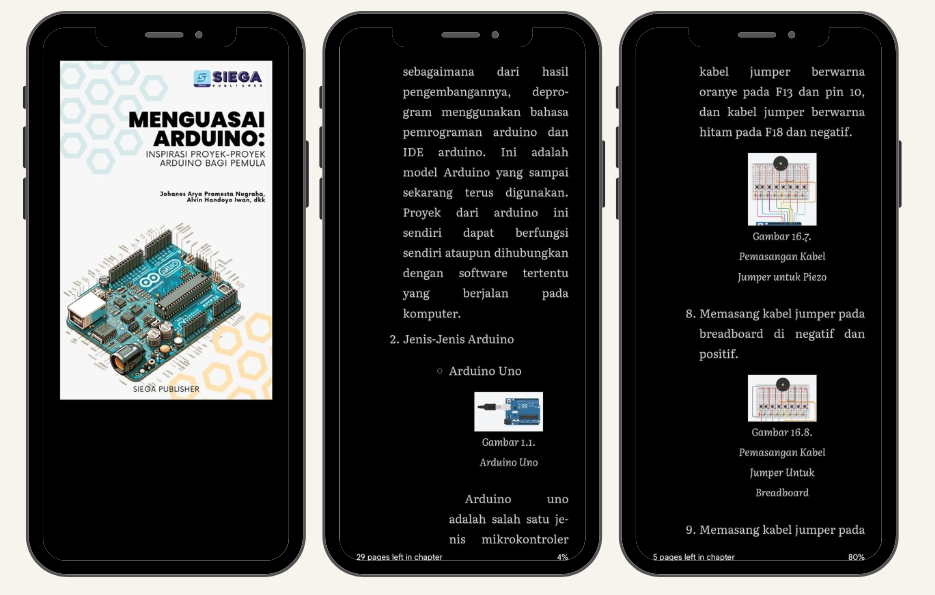 SIEGA
PUBLISHER
MENGUASAI
ARDUINO:
INSPIRASI PROYEK-PROYEK
ARDUINO BAGI PEMULA
Johanes Arya Pramesta Nugraha,
Alvin Handoyo Iwan, dkk
ARDUINO
SIEGA PUBLISHER
sebagaimana dari hasil
pengembangannya, depro-
gram menggunakan bahasa
pemrograman arduino dan
IDE arduino. Ini adalah
model Arduino yang sampai
sekarang terus digunakan.
Proyek dari arduino ini
sendiri dapat berfungsi
sendiri ataupun dihubungkan
dengan software tertentu
yang berjalan pada
komputer.
2. Jenis-Jenis Arduino
○ Arduino Uno
Gambar 1.1.
Arduino Uno
Arduino uno
adalah salah satu je-
nis mikrokontroler
29 pages left in chapter 4%
kabel jumper berwarna
oranye pada F13 dan pin 10,
dan kabel jumper berwarna
hitam pada F18 dan negatif.
Gambar 16.7.
Pemasangan Kabel
Jumper untuk Piezo
8. Memasang kabel jumper pada
breadboard di negatif dan
positif.
Gambar 16.8.
Pemasangan Kabel
Jumper Untuk
Breadboard
9. Memasang kabel jumper pada
5 pages left in chapter 80%